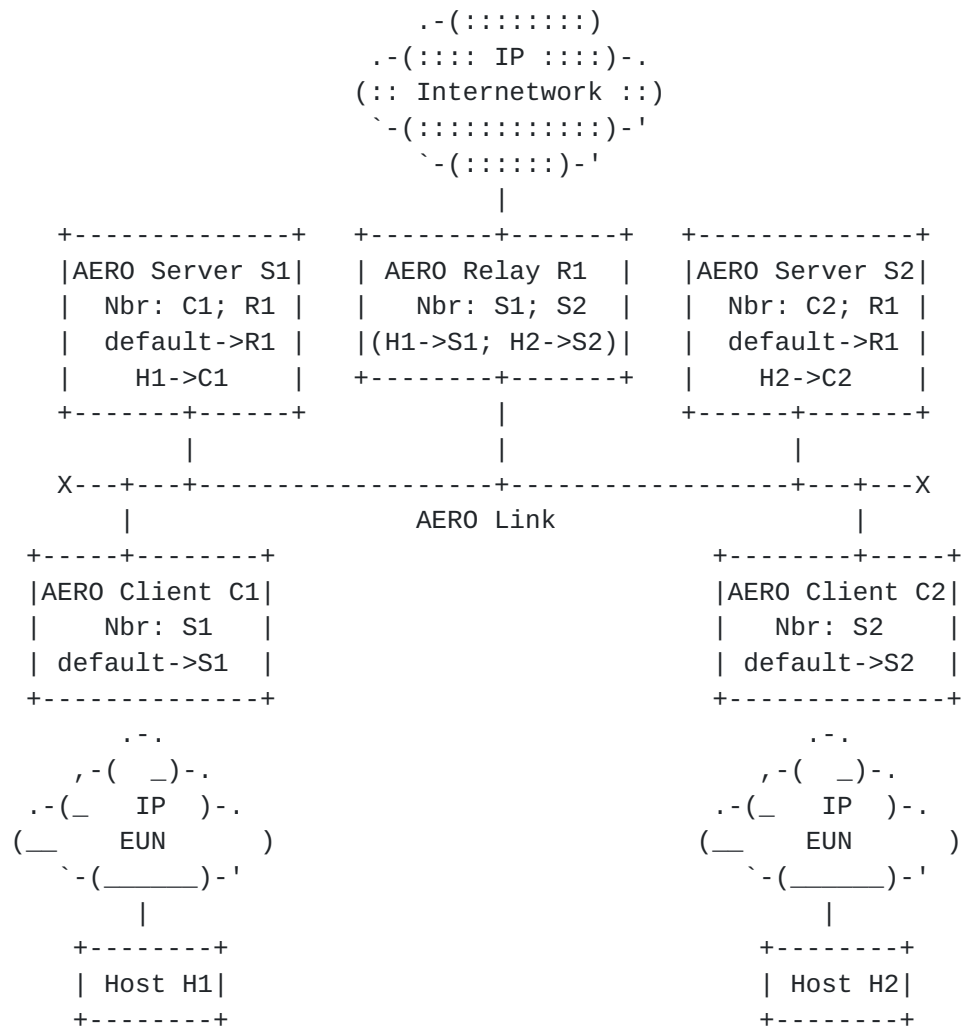 IP
Internetwork
AERO Server S1 AERO Relay R1 AERO Server S2
Nbr: C1; R1 Nbr: S1; S2 Nbr: C2; R1
default->R1 (H1->S1; H2->S2) default->R1
H1->C1 H2->C2
X X
AERO Link
AERO Client C1 AERO Client C2
Nbr: S1 Nbr: S2
default->S1 default->S2
IP IP
EUN EUN
Host H1 Host H2